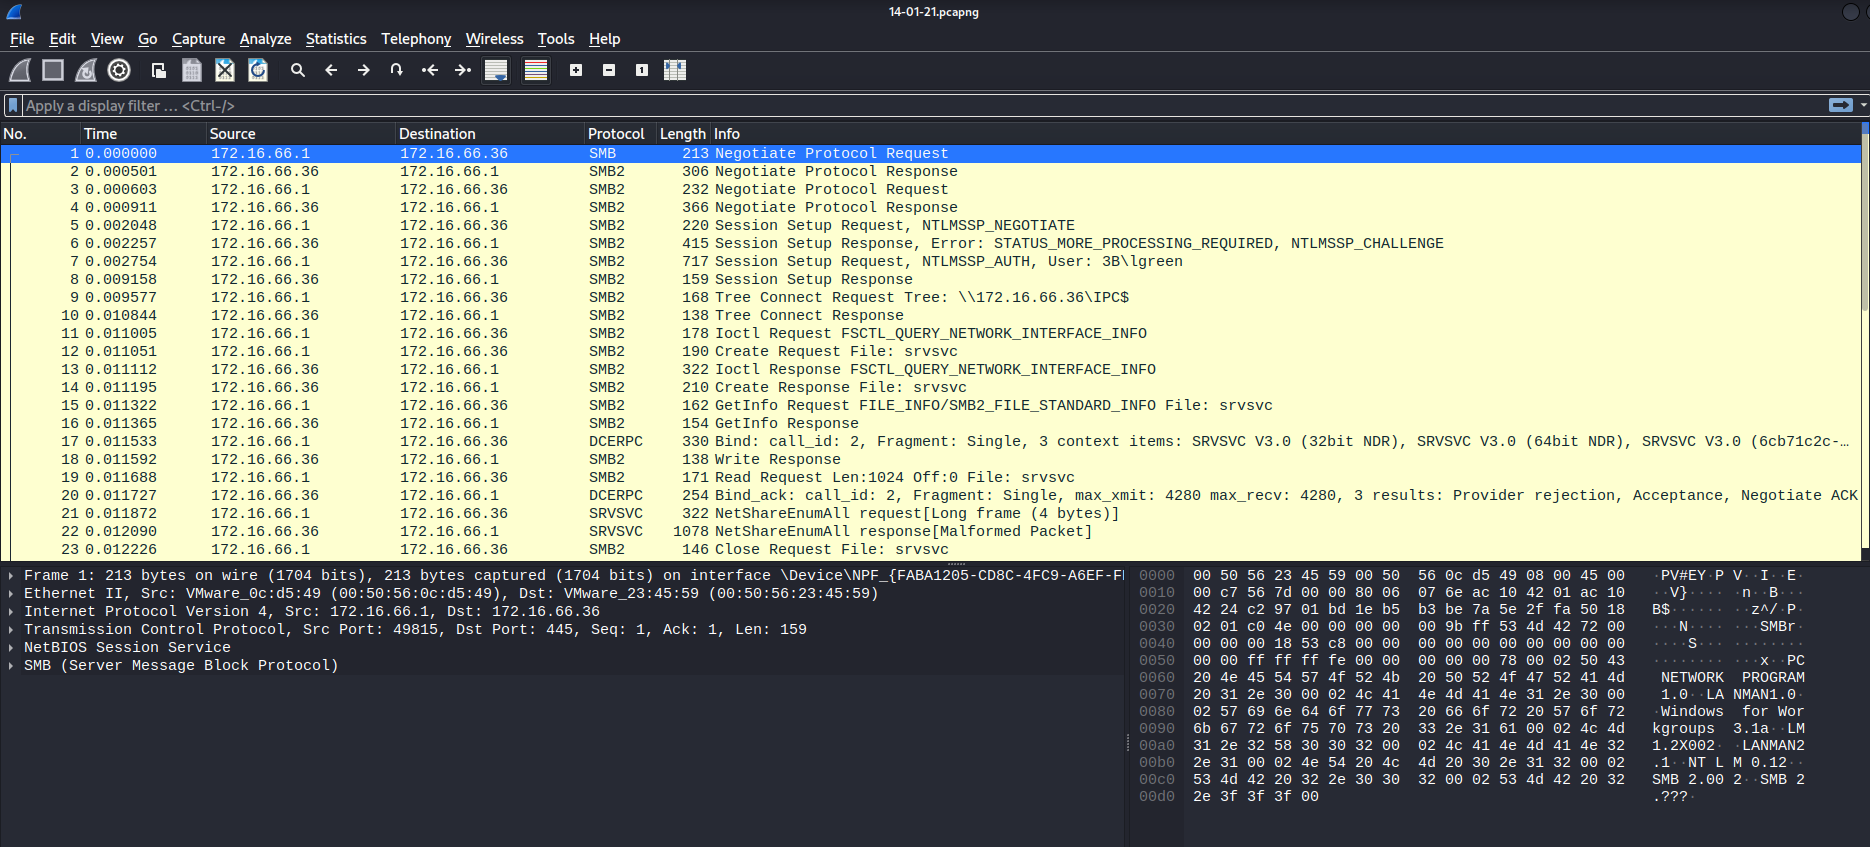 14-01-21.pcapng
File Edit View Go Capture Analyze Statistics Telephony Wireless Tools Help
Apply a display filter … <Ctrl-/>
No. Time Source Destination Protocol Length Info
1 0.000000 172.16.66.1 172.16.66.36 SMB 213 Negotiate Protocol Request
2 0.000501 172.16.66.36 172.16.66.1 SMB2 306 Negotiate Protocol Response
3 0.000603 172.16.66.1 172.16.66.36 SMB2 232 Negotiate Protocol Request
4 0.000911 172.16.66.36 172.16.66.1 SMB2 366 Negotiate Protocol Response
5 0.002048 172.16.66.1 172.16.66.36 SMB2 220 Session Setup Request, NTLMSSP_NEGOTIATE
6 0.002257 172.16.66.36 172.16.66.1 SMB2 415 Session Setup Response, Error: STATUS_MORE_PROCESSING_REQUIRED, NTLMSSP_CHALLENGE
7 0.002754 172.16.66.1 172.16.66.36 SMB2 717 Session Setup Request, NTLMSSP_AUTH, User: 3B\lgreen
8 0.009158 172.16.66.36 172.16.66.1 SMB2 159 Session Setup Response
9 0.009577 172.16.66.1 172.16.66.36 SMB2 168 Tree Connect Request Tree: \\172.16.66.36\IPC$
10 0.010844 172.16.66.36 172.16.66.1 SMB2 138 Tree Connect Response
11 0.011005 172.16.66.1 172.16.66.36 SMB2 178 Ioctl Request FSCTL_QUERY_NETWORK_INTERFACE_INFO
12 0.011051 172.16.66.1 172.16.66.36 SMB2 190 Create Request File: srvsvc
13 0.011112 172.16.66.36 172.16.66.1 SMB2 322 Ioctl Response FSCTL_QUERY_NETWORK_INTERFACE_INFO
14 0.011195 172.16.66.36 172.16.66.1 SMB2 210 Create Response File: srvsvc
15 0.011322 172.16.66.1 172.16.66.36 SMB2 162 GetInfo Request FILE_INFO/SMB2_FILE_STANDARD_INFO File: srvsvc
16 0.011365 172.16.66.36 172.16.66.1 SMB2 154 GetInfo Response
17 0.011533 172.16.66.1 172.16.66.36 DCERPC 330 Bind: call_id: 2, Fragment: Single, 3 context items: SRVSVC V3.0 (32bit NDR), SRVSVC V3.0 (64bit NDR), SRVSVC V3.0 (6cb71c2c-…
18 0.011592 172.16.66.36 172.16.66.1 SMB2 138 Write Response
19 0.011688 172.16.66.1 172.16.66.36 SMB2 171 Read Request Len:1024 Off:0 File: srvsvc
20 0.011727 172.16.66.36 172.16.66.1 DCERPC 254 Bind_ack: call_id: 2, Fragment: Single, max_xmit: 4280 max_recv: 4280, 3 results: Provider rejection, Acceptance, Negotiate ACK
21 0.011872 172.16.66.1 172.16.66.36 SRVSVC 322 NetShareEnumAll request[Long frame (4 bytes)]
22 0.012090 172.16.66.36 172.16.66.1 SRVSVC 1078 NetShareEnumAll response[Malformed Packet]
23 0.012226 172.16.66.1 172.16.66.36 SMB2 146 Close Request File: srvsvc
Frame 1: 213 bytes on wire (1704 bits), 213 bytes captured (1704 bits) on interface \Device\NPF_{FABA1205-CD8C-4FC9-A6EF-F
Ethernet II, Src: VMware_0c:d5:49 (00:50:56:0c:d5:49), Dst: VMware_23:45:59 (00:50:56:23:45:59)
Internet Protocol Version 4, Src: 172.16.66.1, Dst: 172.16.66.36
Transmission Control Protocol, Src Port: 49815, Dst Port: 445, Seq: 1, Ack: 1, Len: 159
NetBIOS Session Service
SMB (Server Message Block Protocol)
0000 00 50 56 23 45 59 00 50 56 0c d5 49 08 00 45 00 ·PV#EY·P V··I··E·
0010 00 c7 56 7d 00 00 80 06 07 6e ac 10 42 01 ac 10 ··V}···· ·n··B···
0020 42 24 c2 97 01 bd 1e b5 b3 be 7a 5e 2f fa 50 18 B$······ ··z^/·P·
0030 02 01 c0 4e 00 00 00 00 00 9b ff 53 4d 42 72 00 ···N···· ···SMBr·
0040 00 00 00 18 53 c8 00 00 00 00 00 00 00 00 00 00 ····S··· ········
0050 00 00 ff ff ff fe 00 00 00 00 00 78 00 02 50 43 ········ ···x··PC
0060 20 4e 45 54 57 4f 52 4b 20 50 52 4f 47 52 41 4d NETWORK PROGRAM
0070 20 31 2e 30 00 02 4c 41 4e 4d 41 4e 31 2e 30 00 1.0··LA NMAN1.0·
0080 02 57 69 6e 64 6f 77 73 20 66 6f 72 20 57 6f 72 ·Windows for Wor
0090 6b 67 72 6f 75 70 73 20 33 2e 31 61 00 02 4c 4d kgroups 3.1a··LM
00a0 31 2e 32 58 30 30 32 00 02 4c 41 4e 4d 41 4e 32 1.2X002· ·LANMAN2
00b0 2e 31 00 02 4e 54 20 4c 4d 20 30 2e 31 32 00 02 .1··NT L M 0.12··
00c0 53 4d 42 20 32 2e 30 30 32 00 02 53 4d 42 20 32 SMB 2.00 2··SMB 2
00d0 2e 3f 3f 3f 00 .???·